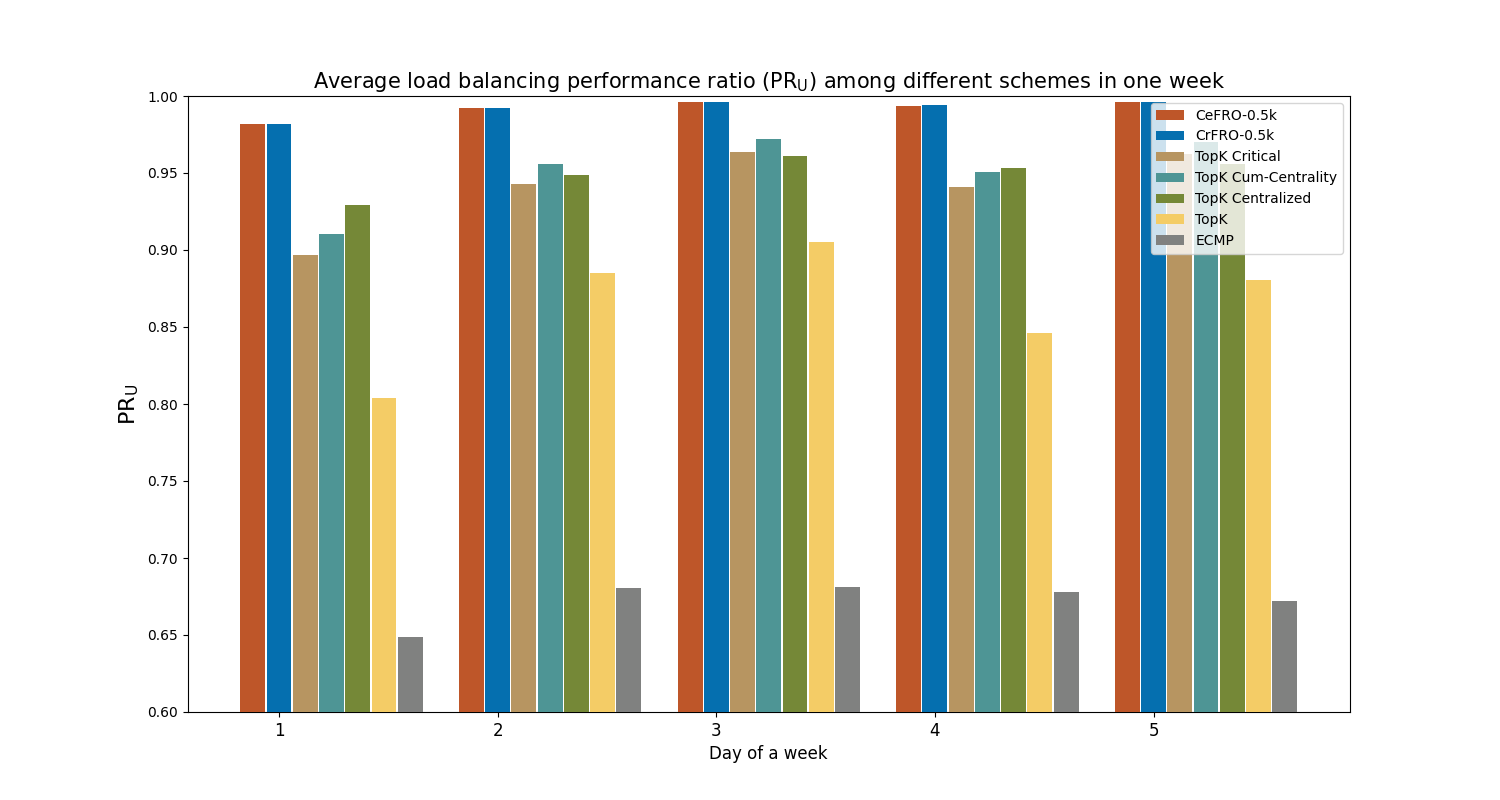 Average load balancing performance ratio (PR_U) among different schemes in one week
1.00
0.95
0.90
0.85
0.80
0.75
0.70
0.65
0.60
PR_U
CeFRO-0.5k
CrFRO-0.5k
TopK Critical
TopK Cum-Centrality
TopK Centralized
TopK
ECMP
1 2 3 4 5
Day of a week